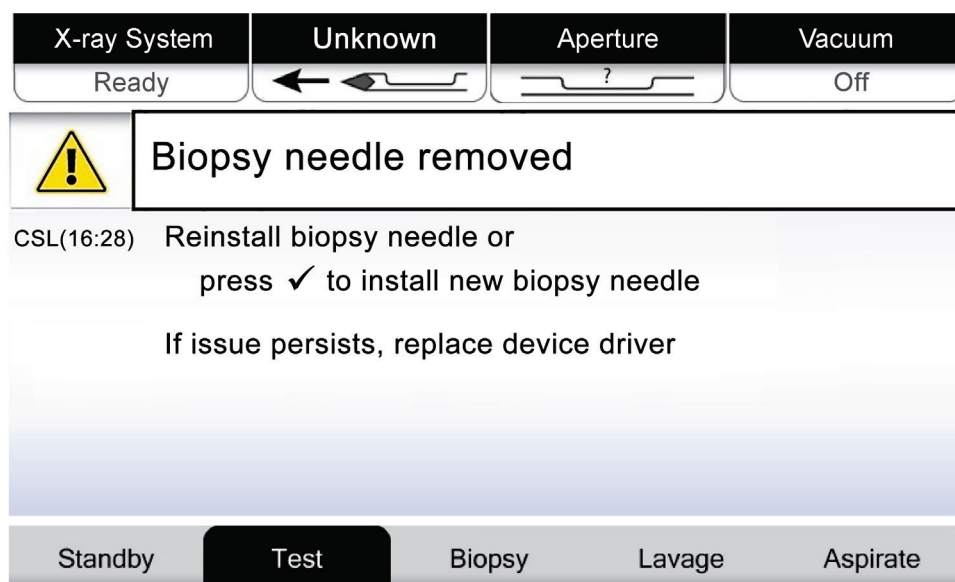 X-ray System
Unknown
Aperture
Vacuum
Ready
?
Off
Biopsy needle removed
CSL(16:28)
Reinstall biopsy needle or
press ✓ to install new biopsy needle
If issue persists, replace device driver
Standby
Test
Biopsy
Lavage
Aspirate